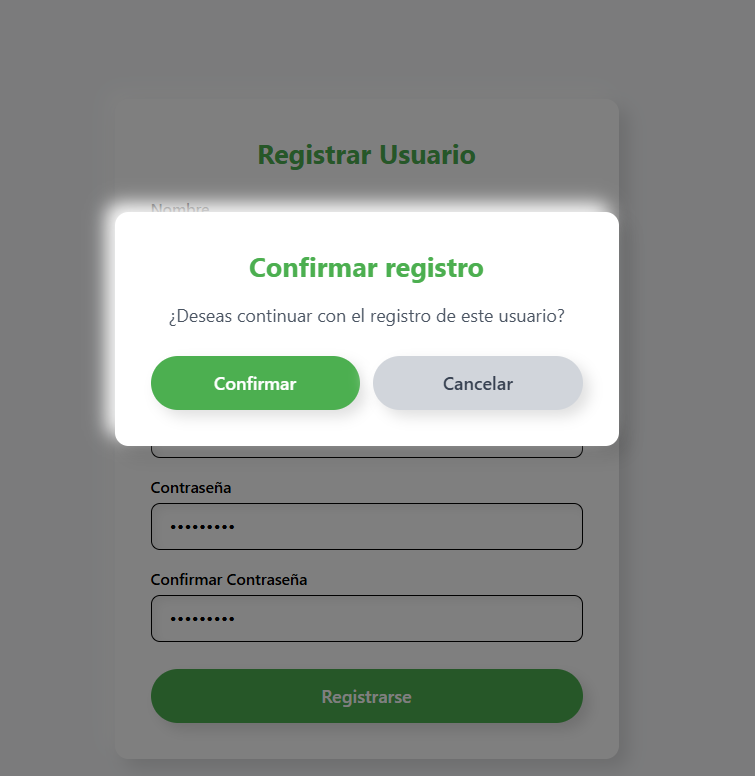 Registrar Usuario
Nombre
Confirmar registro
¿Deseas continuar con el registro de este usuario?
Confirmar Cancelar
Contraseña
•••••••••
Confirmar Contraseña
•••••••••
Registrarse